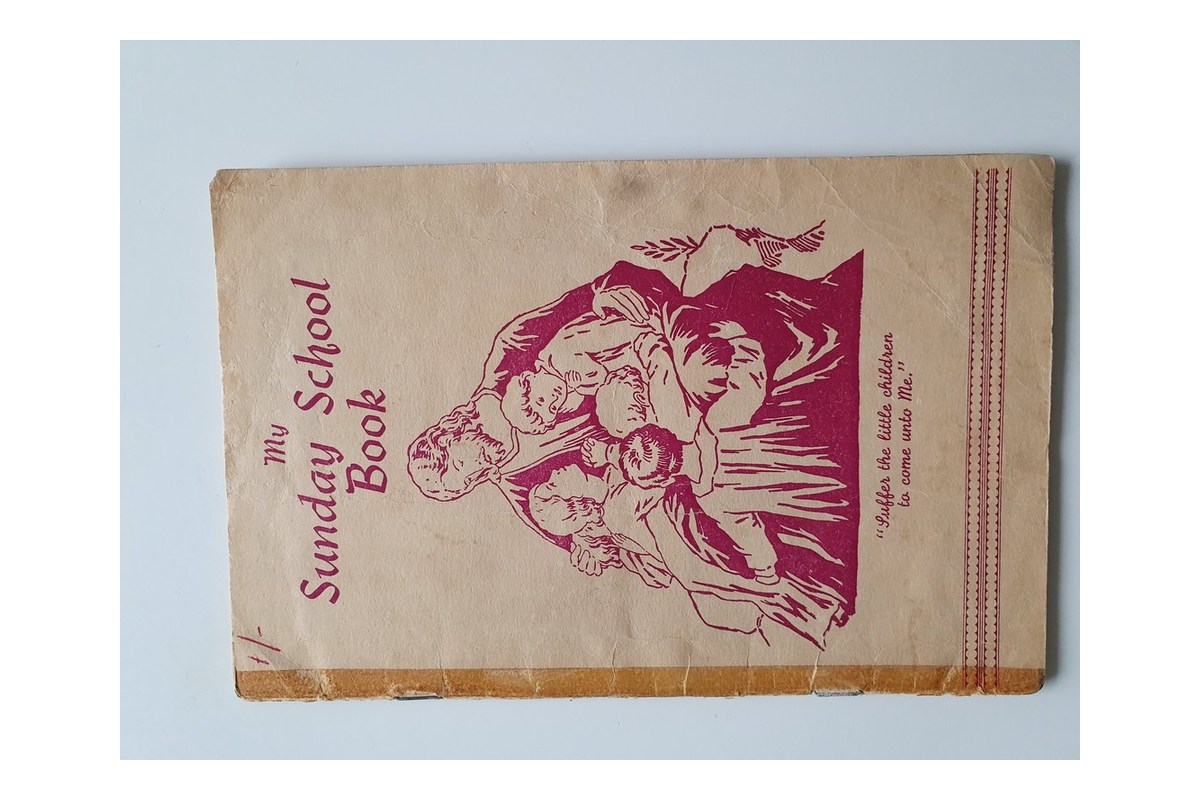 1/-
My
Sunday School
Book
"Suffer the little children
to come unto Me."